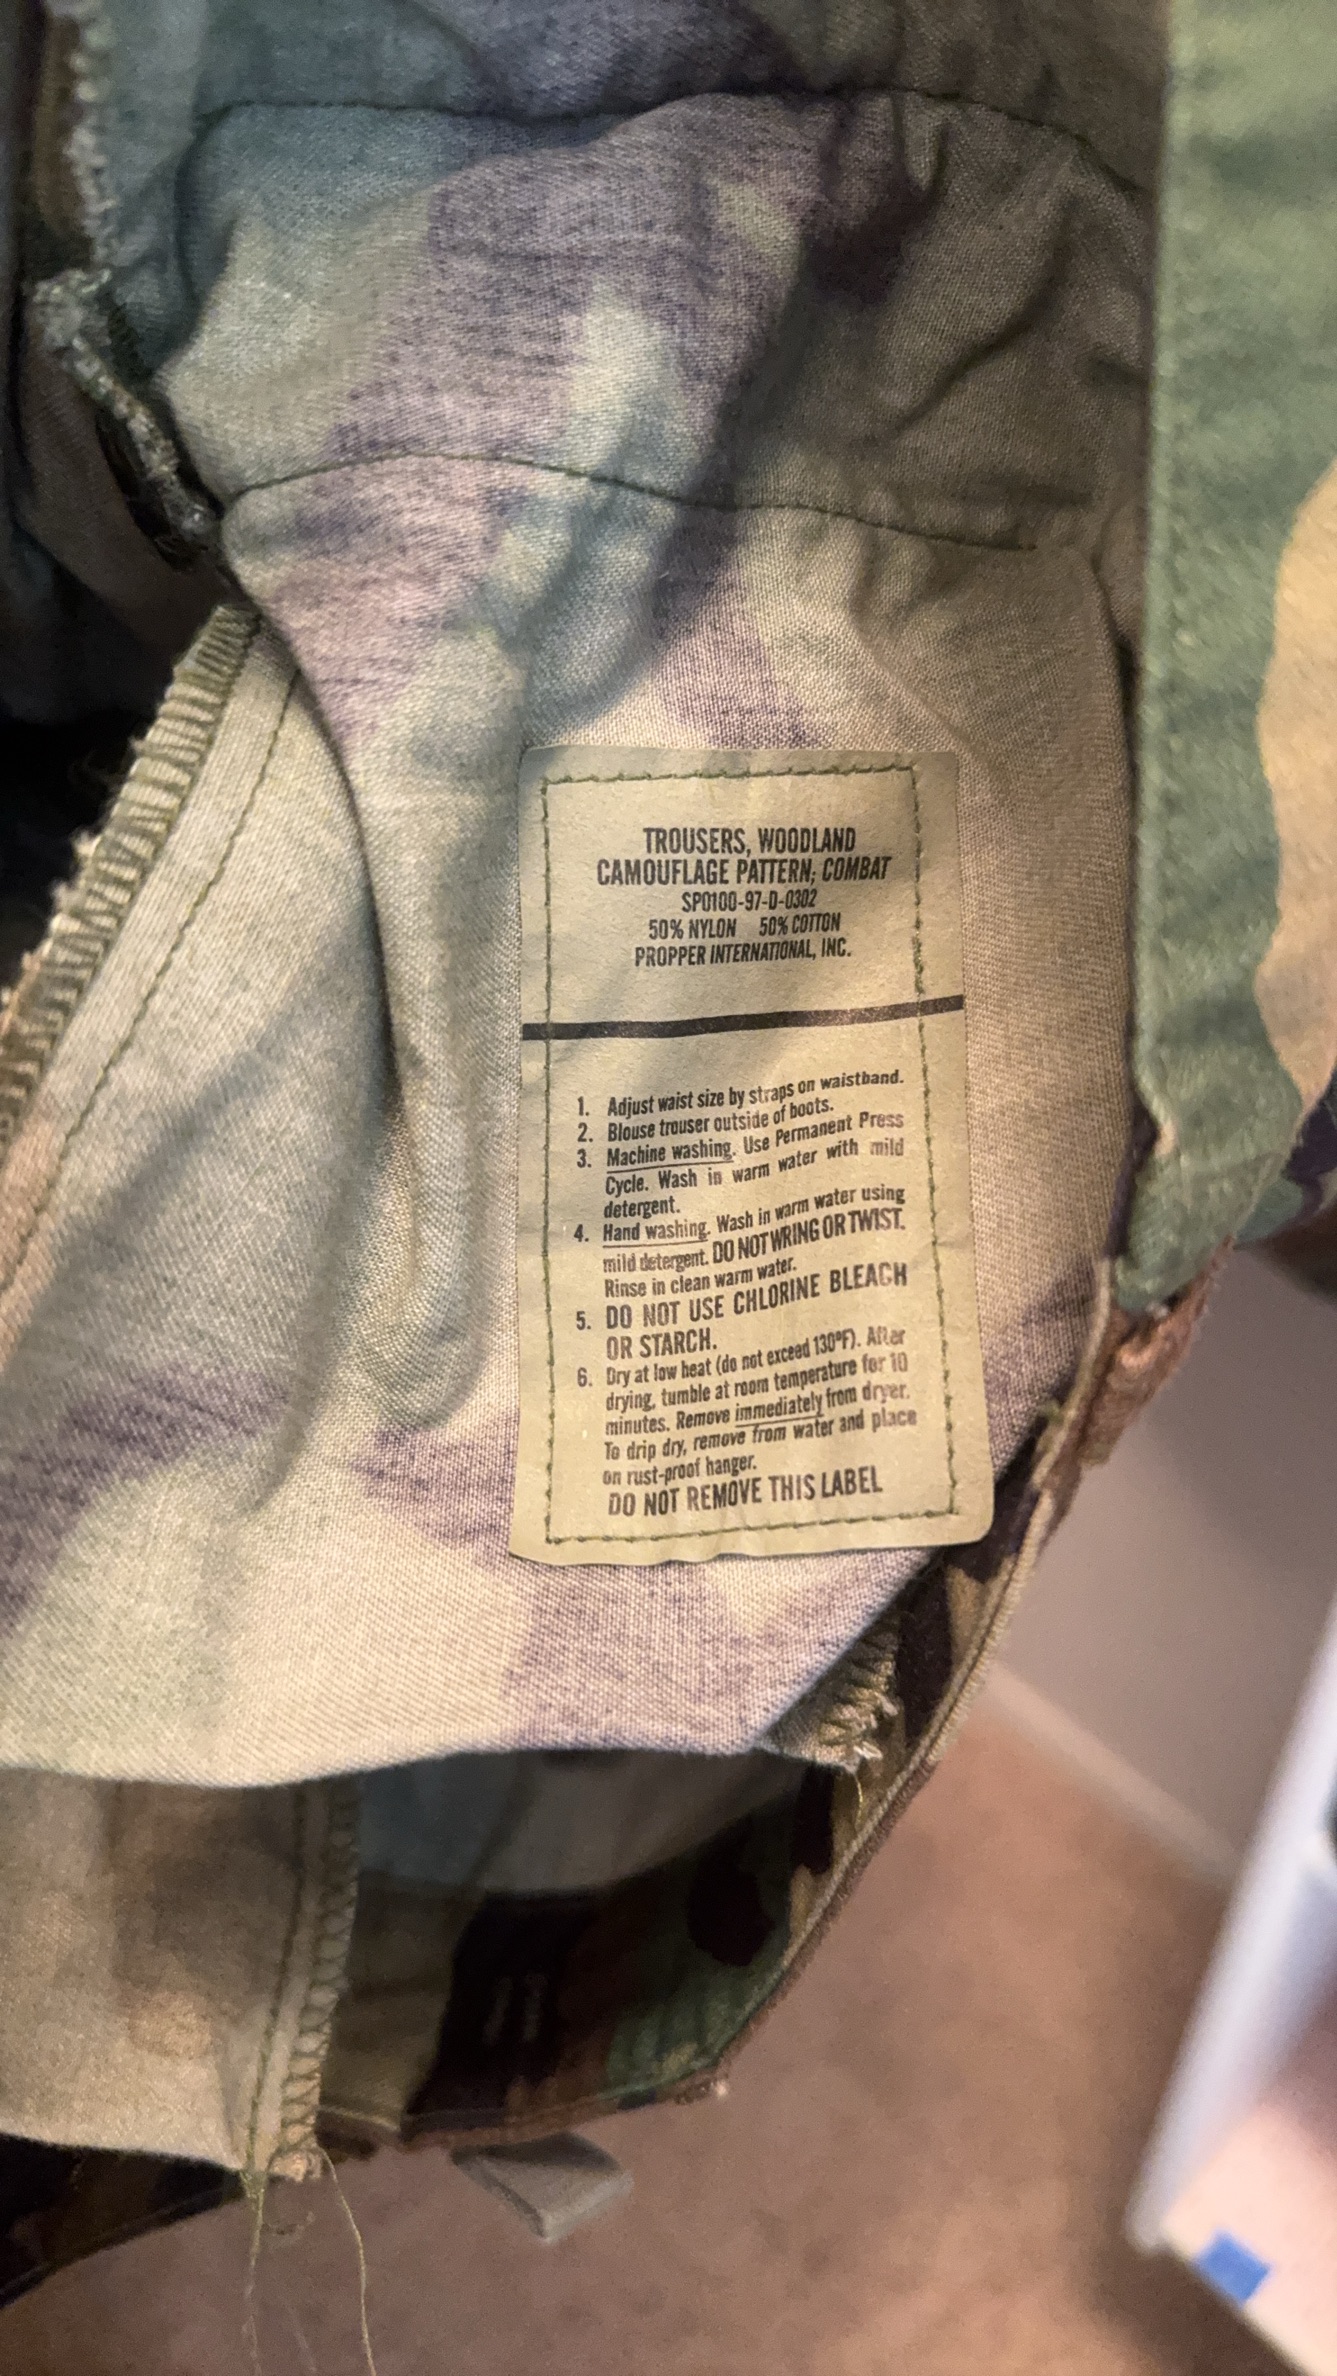 TROUSERS, WOODLAND
CAMOUFLAGE PATTERN; COMBAT
SP0100-97-D-0302
50% NYLON 50% COTTON
PROPPER INTERNATIONAL, INC.
1. Adjust waist size by straps on waistband.
2. Blouse trouser outside of boots.
3. Machine washing. Use Permanent Press
Cycle. Wash in warm water with mild
detergent.
4. Hand washing. Wash in warm water using
mild detergent. DO NOT WRING OR TWIST.
Rinse in clean warm water.
5. DO NOT USE CHLORINE BLEACH
OR STARCH.
6. Dry at low heat (do not exceed 130°F). After
drying, tumble at room temperature for 10
minutes. Remove immediately from dryer.
To drip dry, remove from water and place
on rust-proof hanger.
DO NOT REMOVE THIS LABEL